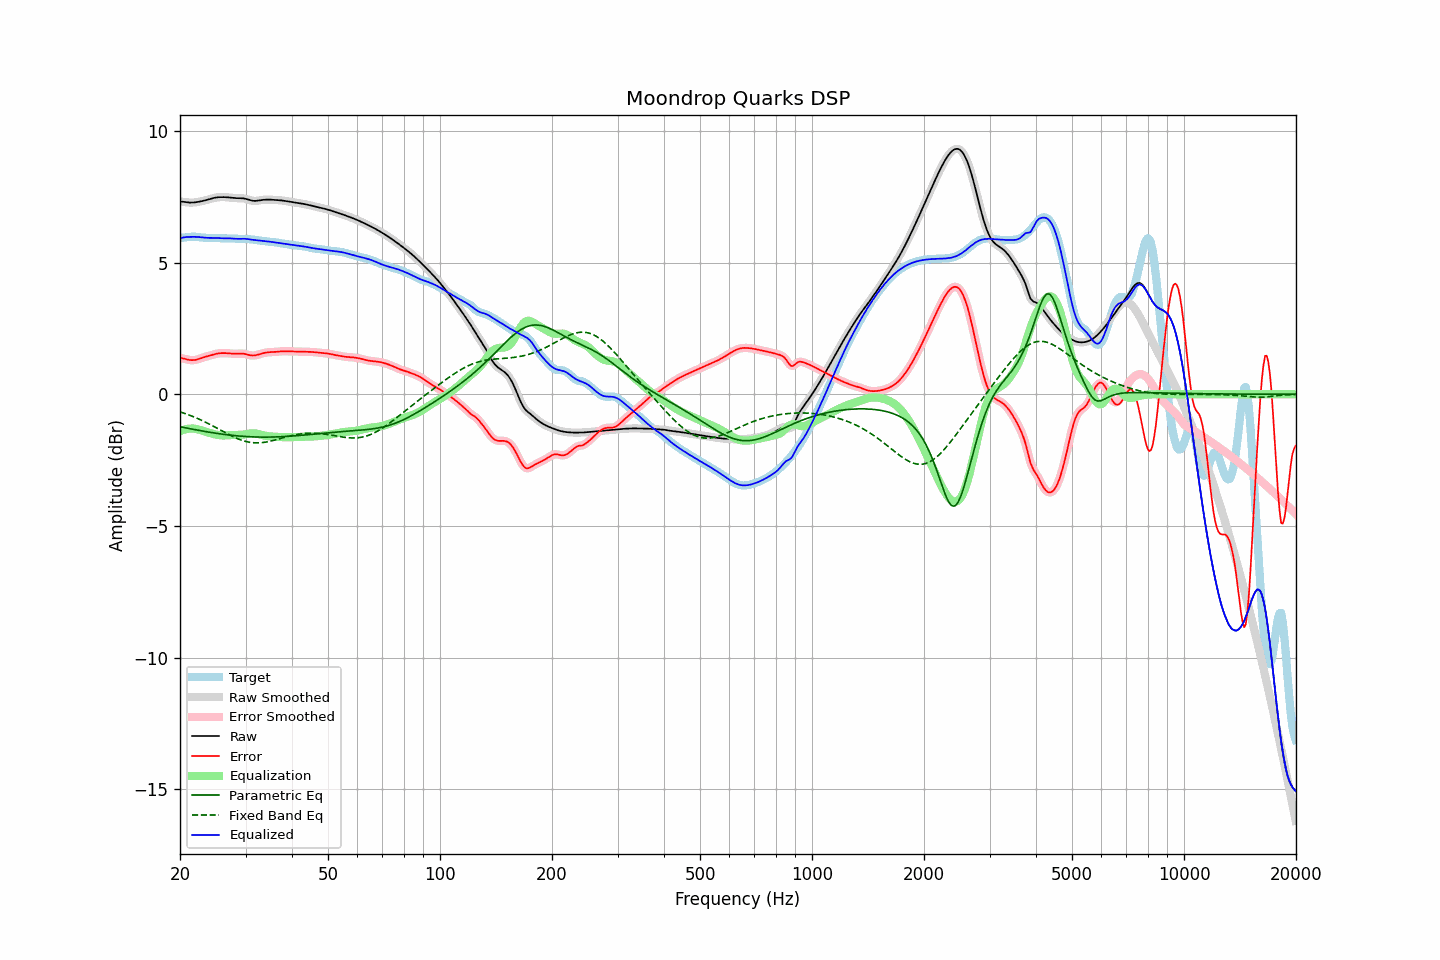 Moondrop Quarks DSP
10
5
0
−5
−10
−15
Amplitude (dBr)
Target
Raw Smoothed
Error Smoothed
Raw
Error
Equalization
Parametric Eq
Fixed Band Eq
Equalized
20 50 100 200 500 1000 2000 5000 10000 20000
Frequency (Hz)